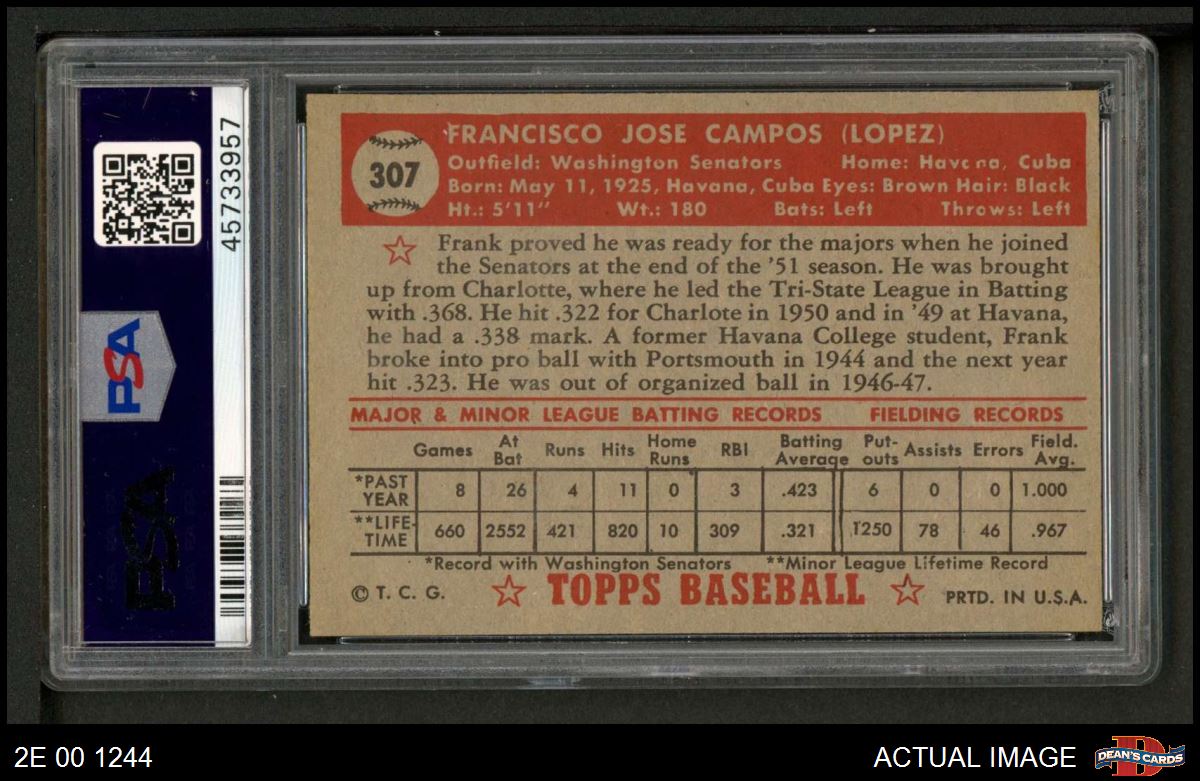 45733957
PSA
PSA
307
FRANCISCO JOSE CAMPOS (LOPEZ)
Outfield: Washington Senators Home: Havana, Cuba
Born: May 11, 1925, Havana, Cuba Eyes: Brown Hair: Black
Ht.: 5'11" Wt.: 180 Bats: Left Throws: Left
Frank proved he was ready for the majors when he joined
the Senators at the end of the '51 season. He was brought
up from Charlotte, where he led the Tri-State League in Batting
with .368. He hit .322 for Charlote in 1950 and in '49 at Havana,
he had a .338 mark. A former Havana College student, Frank
broke into pro ball with Portsmouth in 1944 and the next year
hit .323. He was out of organized ball in 1946-47.
MAJOR & MINOR LEAGUE BATTING RECORDS FIELDING RECORDS
Games At Bat Runs Hits Home Runs RBI Batting Average Put-outs Assists Errors Field. Avg.
*PAST YEAR 8 26 4 11 0 3 .423 6 0 0 1.000
**LIFE-TIME 660 2552 421 820 10 309 .321 1250 78 46 .967
*Record with Washington Senators **Minor League Lifetime Record
© T. C. G. TOPPS BASEBALL PRTD. IN U.S.A.
2E 00 1244 ACTUAL IMAGE D DEAN'S CARDS